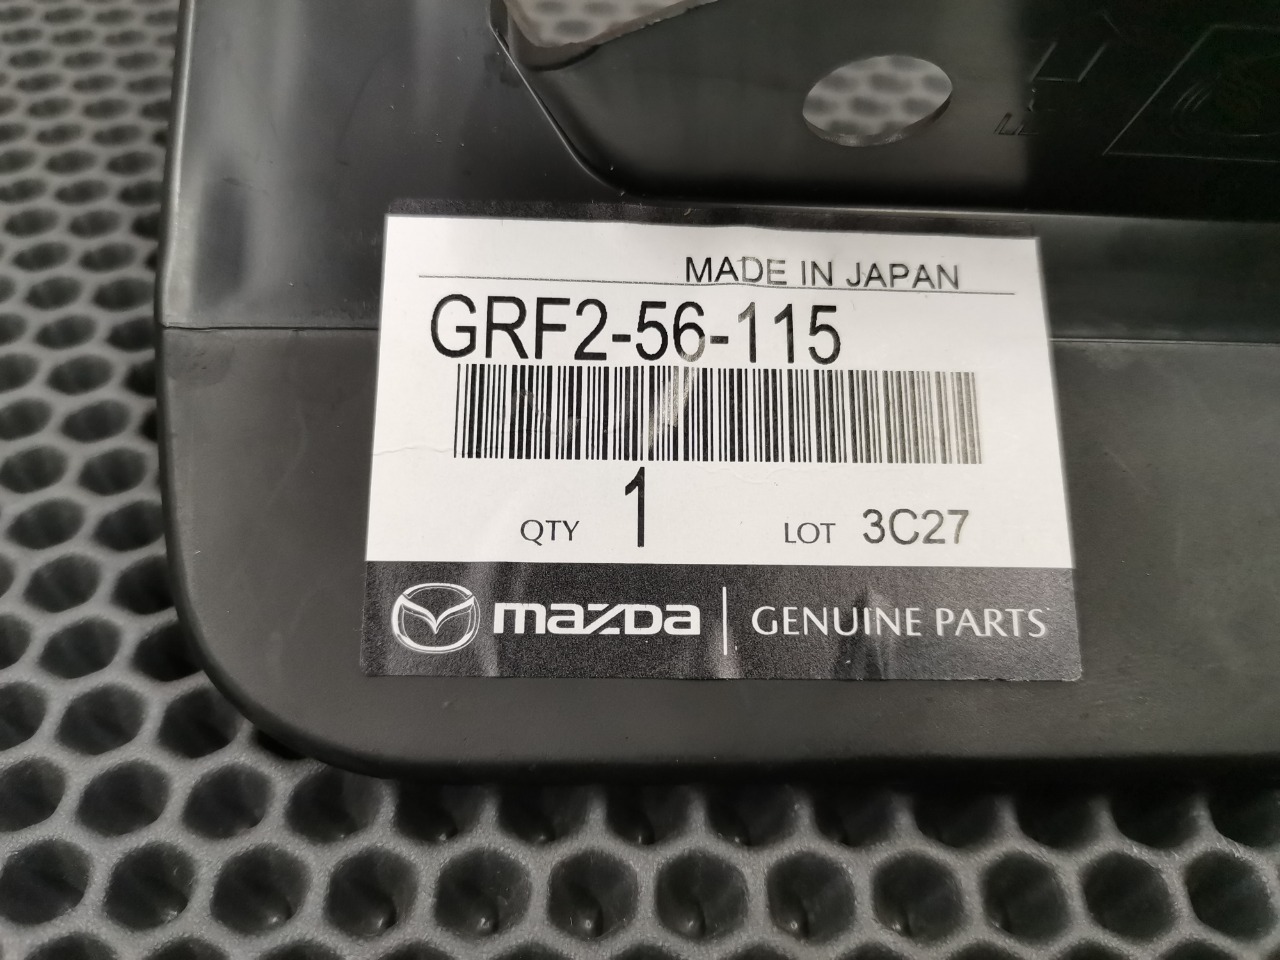 MADE IN JAPAN
GRF2-56-115
QTY 1 LOT 3C27
mazda | GENUINE PARTS